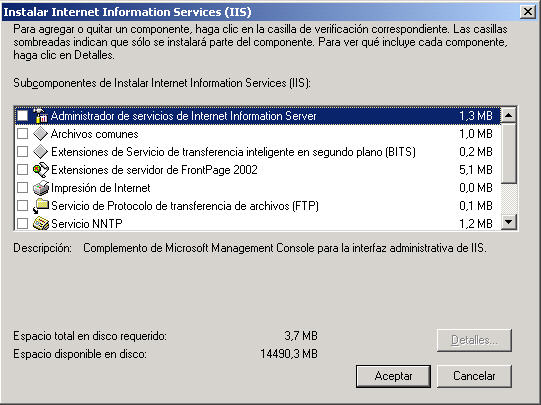 Instalar Internet Information Services (IIS)
Para agregar o quitar un componente, haga clic en la casilla de verificación correspondiente. Las casillas
sombreadas indican que sólo se instalará parte del componente. Para ver qué incluye cada componente,
haga clic en Detalles.
Subcomponentes de Instalar Internet Information Services (IIS):
Administrador de servicios de Internet Information Server 1,3 MB
Archivos comunes 1,0 MB
Extensiones de Servicio de transferencia inteligente en segundo plano (BITS) 0,2 MB
Extensiones de servidor de FrontPage 2002 5,1 MB
Impresión de Internet 0,0 MB
Servicio de Protocolo de transferencia de archivos (FTP) 0,1 MB
Servicio NNTP 1,2 MB
Descripción: Complemento de Microsoft Management Console para la interfaz administrativa de IIS.
Espacio total en disco requerido: 3,7 MB
Espacio disponible en disco: 14490,3 MB
Detalles...
Aceptar Cancelar